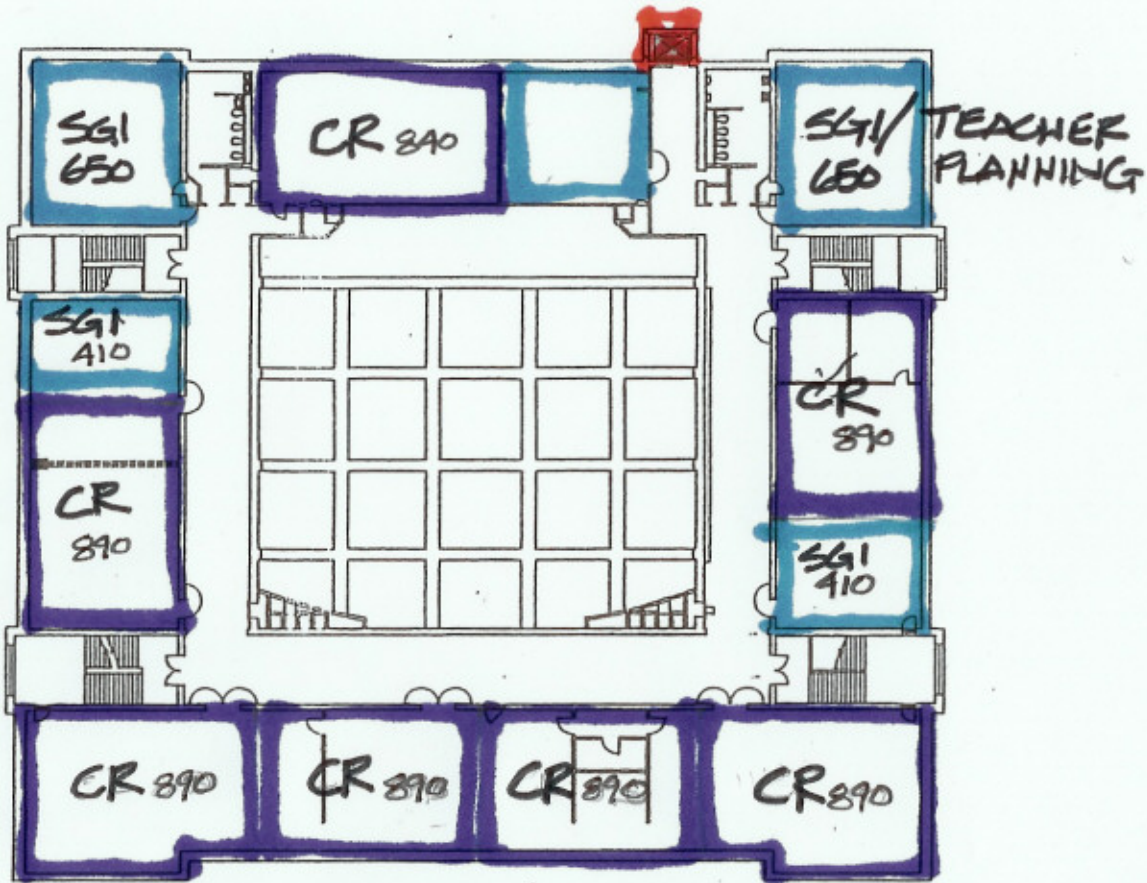 SGI
650
CR 840
SGI/ TEACHER
650 PLANNING
SGI
410
CR
890
CR
890
SGI
410
CR 890
CR 890
CR 890
CR 890